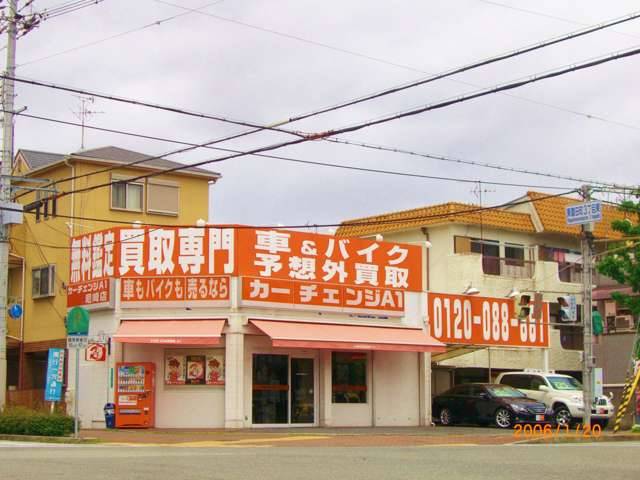 無料鑑定
買取専門
車&バイク
予想外買取
カーチェンジA1
尼崎店
車もバイクも売るなら
カーチェンジA1
0120-088-
2006/1/20